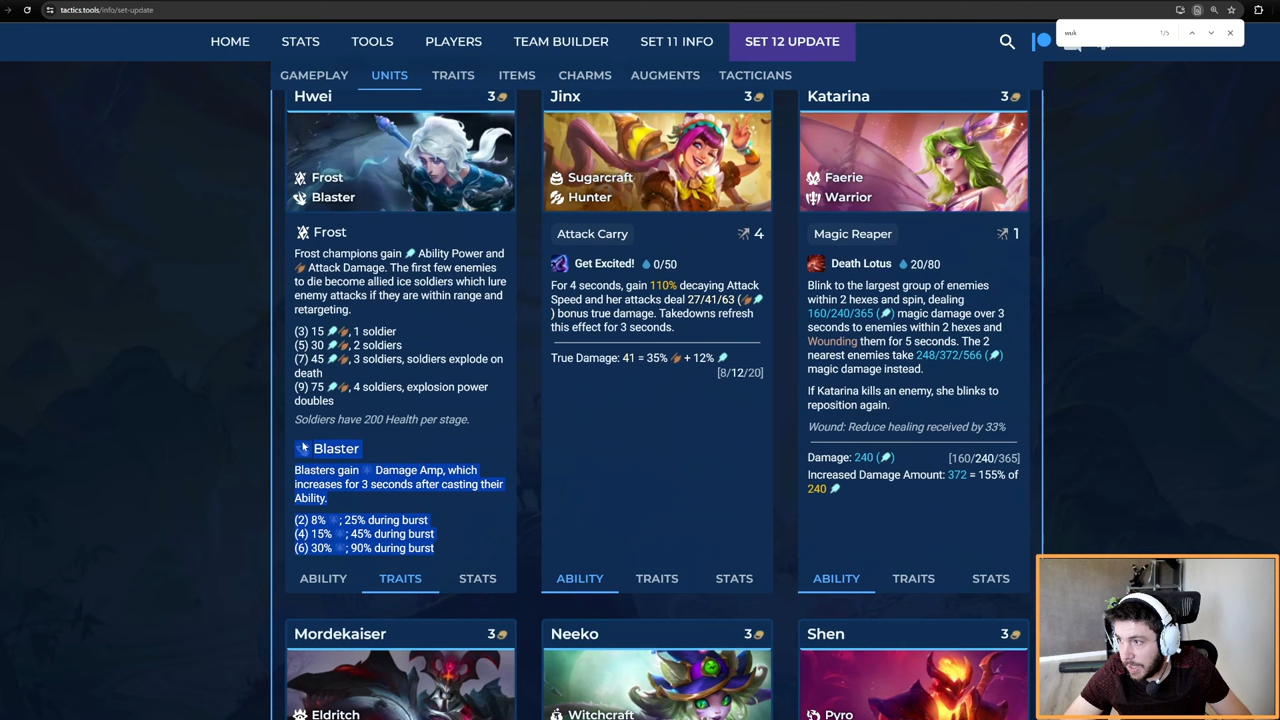 tactics.tools/info/set-update
wuk
1/5
HOME
STATS
TOOLS
PLAYERS
TEAM BUILDER
SET 11 INFO
SET 12 UPDATE
GAMEPLAY
UNITS
TRAITS
ITEMS
CHARMS
AUGMENTS
TACTICIANS
Hwei
3
Frost
Blaster
Frost
Frost champions gain Ability Power and
Attack Damage. The first few enemies
to die become allied ice soldiers which lure
enemy attacks if they are within range and
retargeting.
(3) 15 , 1 soldier
(5) 30 , 2 soldiers
(7) 45 , 3 soldiers, soldiers explode on
death
(9) 75 , 4 soldiers, explosion power
doubles
Soldiers have 200 Health per stage.
Blaster
Blasters gain Damage Amp, which
increases for 3 seconds after casting their
Ability.
(2) 8% ; 25% during burst
(4) 15% ; 45% during burst
(6) 30% ; 90% during burst
ABILITY
TRAITS
STATS
Jinx
3
Sugarcraft
Hunter
Attack Carry
4
Get Excited!
0/50
For 4 seconds, gain 110% decaying Attack
Speed and her attacks deal 27/41/63 (
) bonus true damage. Takedowns refresh
this effect for 3 seconds.
True Damage: 41 = 35% + 12%
[8/12/20]
ABILITY
TRAITS
STATS
Katarina
3
Faerie
Warrior
Magic Reaper
1
Death Lotus
20/80
Blink to the largest group of enemies
within 2 hexes and spin, dealing
160/240/365 ( ) magic damage over 3
seconds to enemies within 2 hexes and
Wounding them for 5 seconds. The 2
nearest enemies take 248/372/566 ( )
magic damage instead.
If Katarina kills an enemy, she blinks to
reposition again.
Wound: Reduce healing received by 33%
Damage: 240 ( )
[160/240/365]
Increased Damage Amount: 372 = 155% of
240
ABILITY
TRAITS
STATS
Mordekaiser
3
Eldritch
Neeko
3
Witchcraft
Shen
3
Pyro